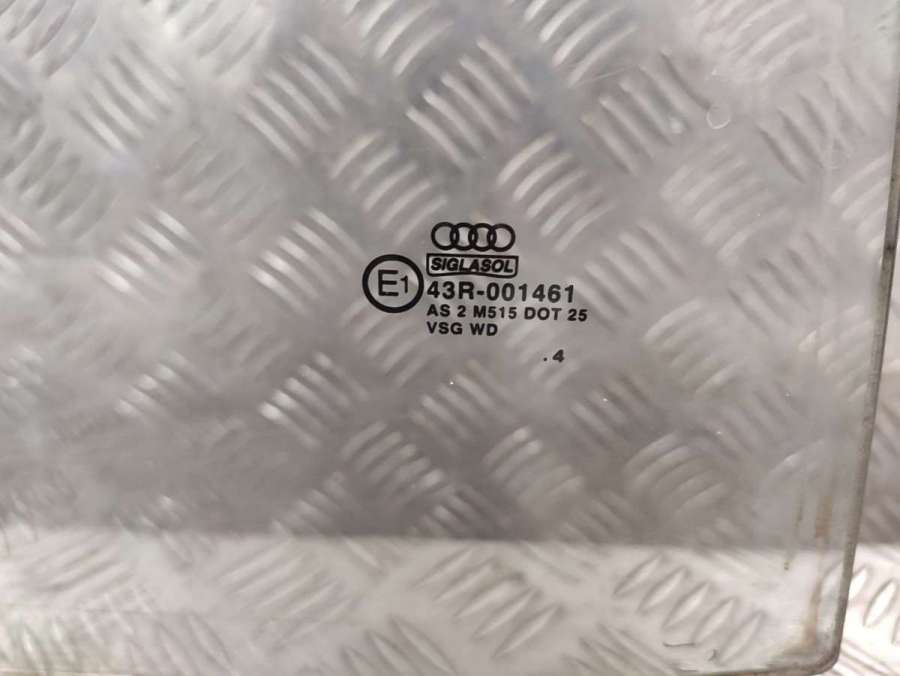 SIGLASOL
E1
43R-001461
AS 2 M515 DOT 25
VSG WD
.4